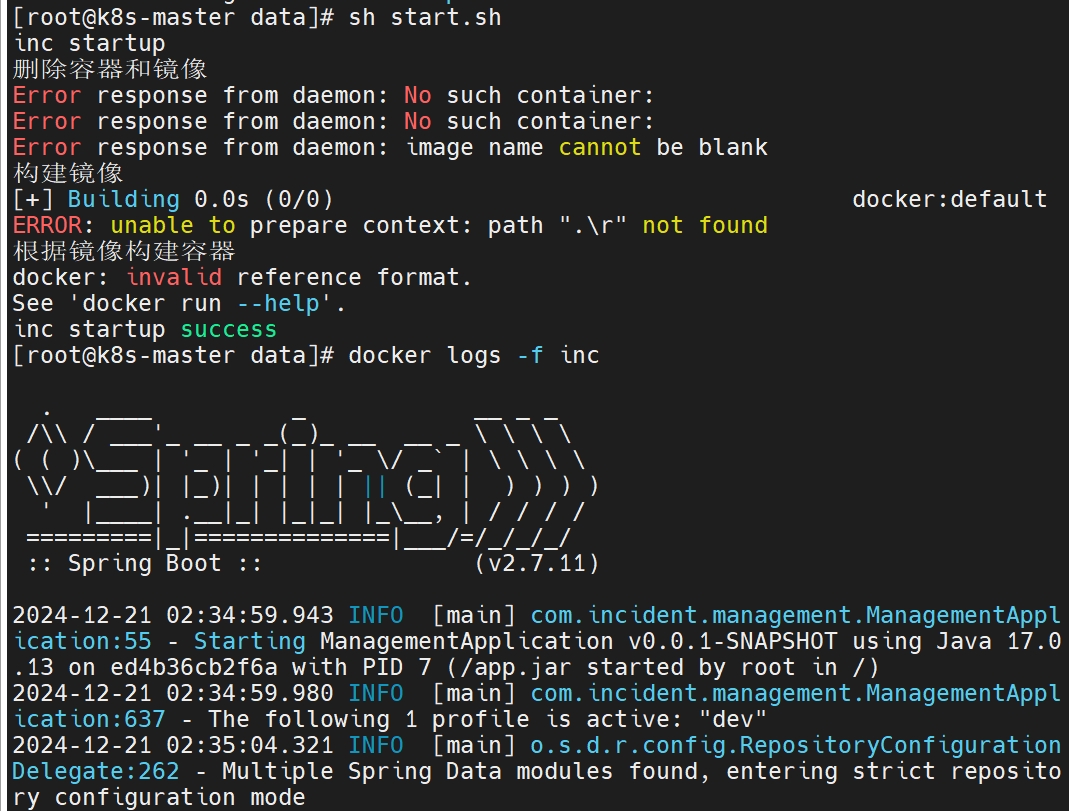 [root@k8s-master data]# sh start.sh
inc startup
删除容器和镜像
Error response from daemon: No such container:
Error response from daemon: No such container:
Error response from daemon: image name cannot be blank
构建镜像
[+] Building 0.0s (0/0) docker:default
ERROR: unable to prepare context: path ".\r" not found
根据镜像构建容器
docker: invalid reference format.
See 'docker run --help'.
inc startup success
[root@k8s-master data]# docker logs -f inc
  .   ____          _            __ _ _
 /\\ / ___'_ __ _ _(_)_ __  __ _ \ \ \ \
( ( )\___ | '_ | '_| | '_ \/ _` | \ \ \ \
 \\/  ___)| |_)| | | | | || (_| |  ) ) ) )
  '  |____| .__|_| |_|_| |_\__, | / / / /
 =========|_|==============|___/=/_/_/_/
 :: Spring Boot ::               (v2.7.11)
2024-12-21 02:34:59.943 INFO  [main] com.incident.management.ManagementAppl
ication:55 - Starting ManagementApplication v0.0.1-SNAPSHOT using Java 17.0
.13 on ed4b36cb2f6a with PID 7 (/app.jar started by root in /)
2024-12-21 02:34:59.980 INFO  [main] com.incident.management.ManagementAppl
ication:637 - The following 1 profile is active: "dev"
2024-12-21 02:35:04.321 INFO  [main] o.s.d.r.config.RepositoryConfiguration
Delegate:262 - Multiple Spring Data modules found, entering strict reposito
ry configuration mode